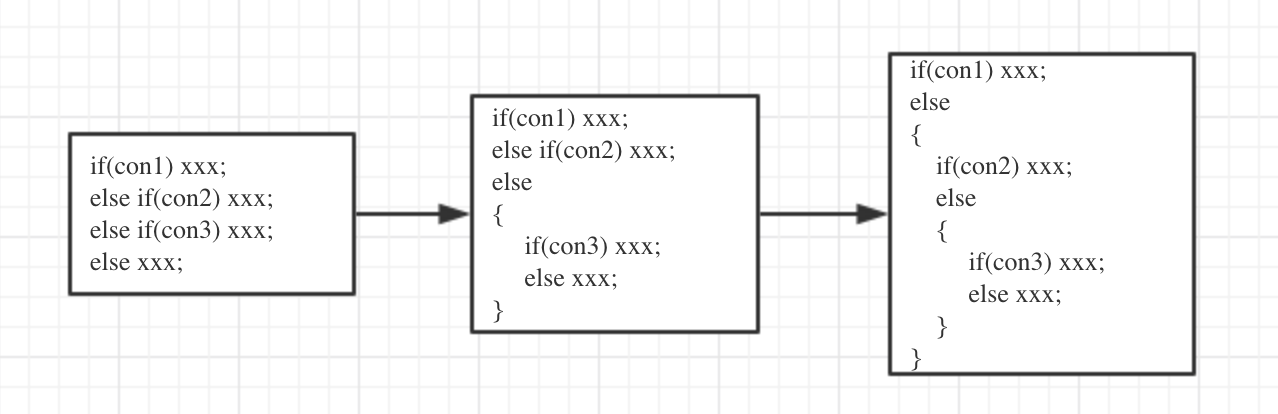 if(con1) xxx;
else if(con2) xxx;
else if(con3) xxx;
else xxx;
if(con1) xxx;
else if(con2) xxx;
else
{
if(con3) xxx;
else xxx;
}
if(con1) xxx;
else
{
if(con2) xxx;
else
{
if(con3) xxx;
else xxx;
}
}